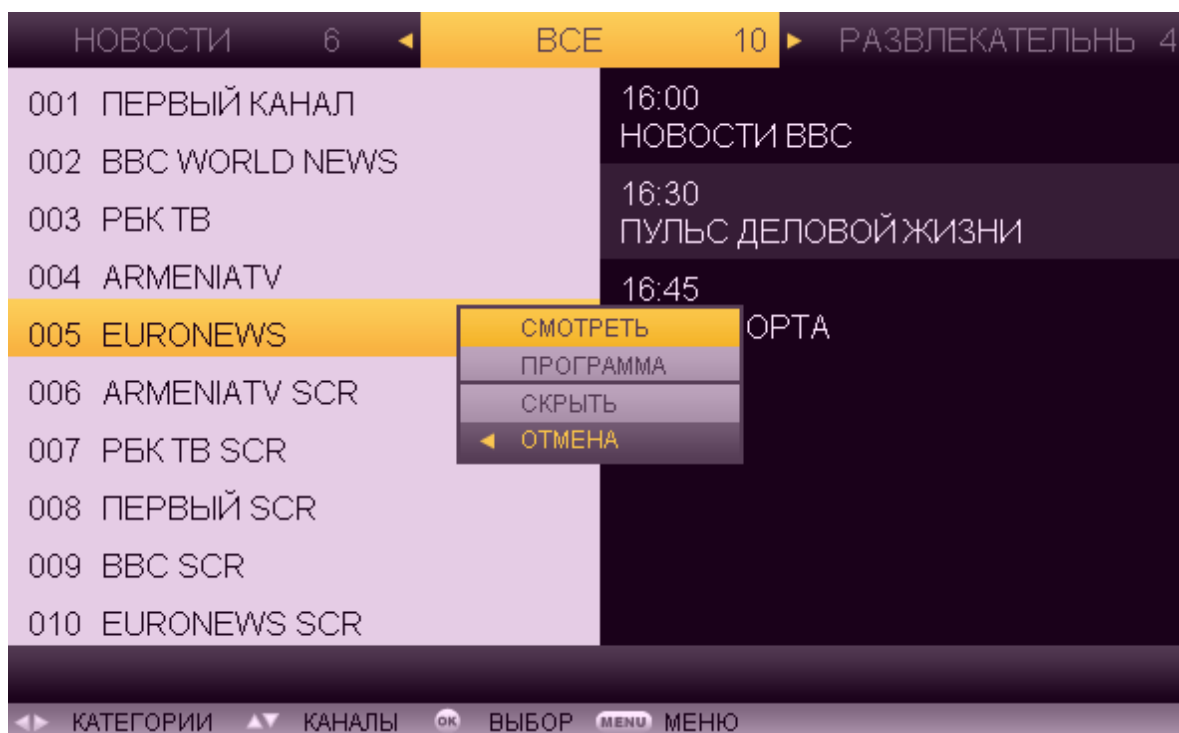 НОВОСТИ 6 ВСЕ 10 РАЗВЛЕКАТЕЛЬНЬ 4
001 ПЕРВЫЙ КАНАЛ
002 BBC WORLD NEWS
003 РБК ТВ
004 ARMENIATV
005 EURONEWS
006 ARMENIATV SCR
007 РБК ТВ SCR
008 ПЕРВЫЙ SCR
009 BBC SCR
010 EURONEWS SCR
16:00
НОВОСТИ BBC
16:30
ПУЛЬС ДЕЛОВОЙ ЖИЗНИ
16:45
ОРТА
СМОТРЕТЬ
ПРОГРАММА
СКРЫТЬ
ОТМЕНА
КАТЕГОРИИ КАНАЛЫ OK ВЫБОР MENU МЕНЮ